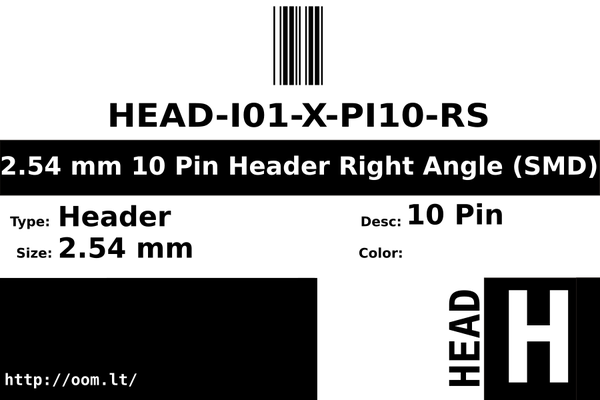 HEAD-I01-X-PI10-RS
2.54 mm 10 Pin Header Right Angle (SMD)
Type: Header
Desc: 10 Pin
Size: 2.54 mm
Color:
http://oom.lt/
HEAD
H